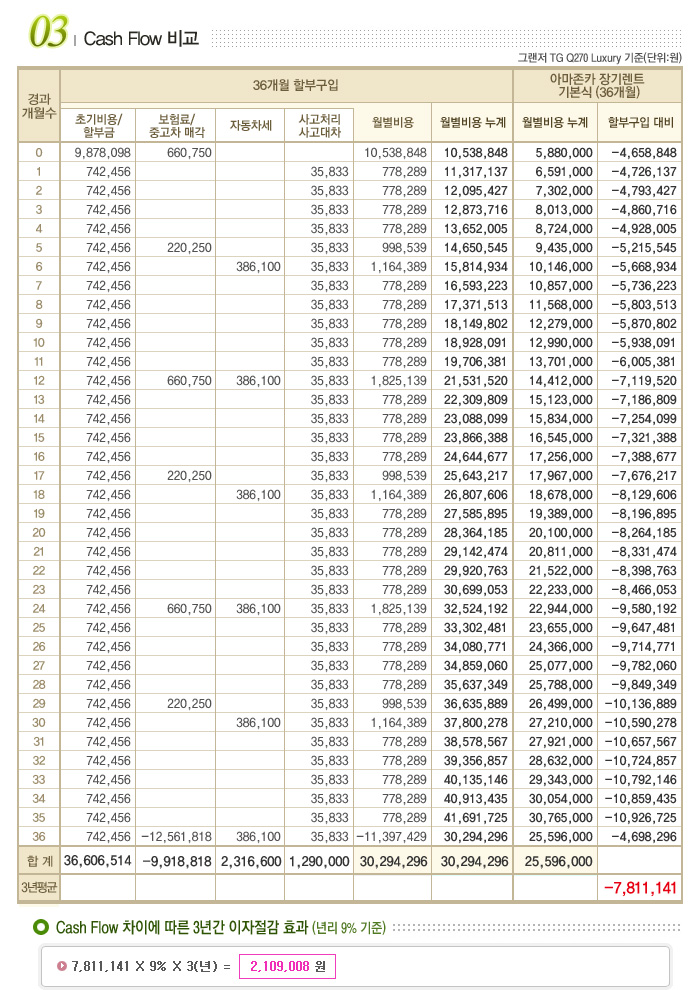 03 | Cash Flow 비교
그랜저 TG Q270 Luxury 기준(단위:원)
경과 개월수 36개월 할부구입 아마존카 장기렌트 기본식 (36개월)
초기비용/할부금 보험료/중고차 매각 자동차세 사고처리 사고대차 월별비용 월별비용 누계 월별비용 누계 할부구입 대비
0 9,878,098 660,750 10,538,848 10,538,848 5,880,000 -4,658,848
1 742,456 35,833 778,289 11,317,137 6,591,000 -4,726,137
2 742,456 35,833 778,289 12,095,427 7,302,000 -4,793,427
3 742,456 35,833 778,289 12,873,716 8,013,000 -4,860,716
4 742,456 35,833 778,289 13,652,005 8,724,000 -4,928,005
5 742,456 220,250 35,833 998,539 14,650,545 9,435,000 -5,215,545
6 742,456 386,100 35,833 1,164,389 15,814,934 10,146,000 -5,668,934
7 742,456 35,833 778,289 16,593,223 10,857,000 -5,736,223
8 742,456 35,833 778,289 17,371,513 11,568,000 -5,803,513
9 742,456 35,833 778,289 18,149,802 12,279,000 -5,870,802
10 742,456 35,833 778,289 18,928,091 12,990,000 -5,938,091
11 742,456 35,833 778,289 19,706,381 13,701,000 -6,005,381
12 742,456 660,750 386,100 35,833 1,825,139 21,531,520 14,412,000 -7,119,520
13 742,456 35,833 778,289 22,309,809 15,123,000 -7,186,809
14 742,456 35,833 778,289 23,088,099 15,834,000 -7,254,099
15 742,456 35,833 778,289 23,866,388 16,545,000 -7,321,388
16 742,456 35,833 778,289 24,644,677 17,256,000 -7,388,677
17 742,456 220,250 35,833 998,539 25,643,217 17,967,000 -7,676,217
18 742,456 386,100 35,833 1,164,389 26,807,606 18,678,000 -8,129,606
19 742,456 35,833 778,289 27,585,895 19,389,000 -8,196,895
20 742,456 35,833 778,289 28,364,185 20,100,000 -8,264,185
21 742,456 35,833 778,289 29,142,474 20,811,000 -8,331,474
22 742,456 35,833 778,289 29,920,763 21,522,000 -8,398,763
23 742,456 35,833 778,289 30,699,053 22,233,000 -8,466,053
24 742,456 660,750 386,100 35,833 1,825,139 32,524,192 22,944,000 -9,580,192
25 742,456 35,833 778,289 33,302,481 23,655,000 -9,647,481
26 742,456 35,833 778,289 34,080,771 24,366,000 -9,714,771
27 742,456 35,833 778,289 34,859,060 25,077,000 -9,782,060
28 742,456 35,833 778,289 35,637,349 25,788,000 -9,849,349
29 742,456 220,250 35,833 998,539 36,635,889 26,499,000 -10,136,889
30 742,456 386,100 35,833 1,164,389 37,800,278 27,210,000 -10,590,278
31 742,456 35,833 778,289 38,578,567 27,921,000 -10,657,567
32 742,456 35,833 778,289 39,356,857 28,632,000 -10,724,857
33 742,456 35,833 778,289 40,135,146 29,343,000 -10,792,146
34 742,456 35,833 778,289 40,913,435 30,054,000 -10,859,435
35 742,456 35,833 778,289 41,691,725 30,765,000 -10,926,725
36 742,456 -12,561,818 386,100 35,833 -11,397,429 30,294,296 25,596,000 -4,698,296
합 계 36,606,514 -9,918,818 2,316,600 1,290,000 30,294,296 30,294,296 25,596,000
3년평균 -7,811,141
Cash Flow 차이에 따른 3년간 이자절감 효과 (년리 9% 기준)
7,811,141 X 9% X 3(년) = 2,109,008 원